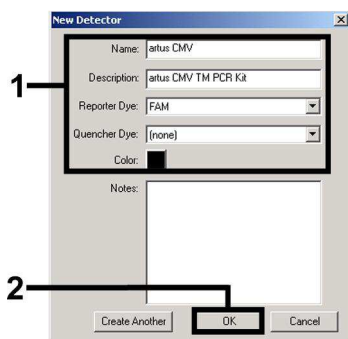 New Detector
1
Name: artus CMV
Description: artus CMV TM PCR Kit
Reporter Dye: FAM
Quencher Dye: (none)
Color:
Notes:
2
Create Another OK Cancel